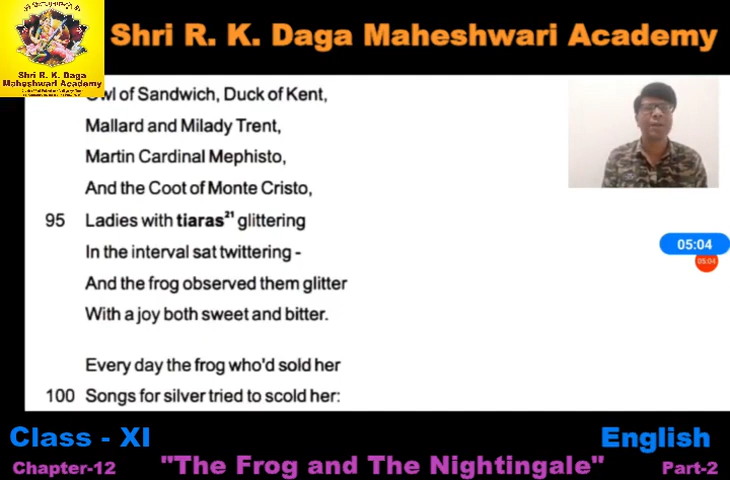 Shri R. K. Daga Maheshwari Academy
Shri R. K. Daga
Maheshwari Academy
Owl of Sandwich, Duck of Kent,
Mallard and Milady Trent,
Martin Cardinal Mephisto,
And the Coot of Monte Cristo,
95 Ladies with tiaras²¹ glittering
In the interval sat twittering -
And the frog observed them glitter
With a joy both sweet and bitter.
Every day the frog who'd sold her
100 Songs for silver tried to scold her:
05:04
05:04
Class - XI English
Chapter-12 "The Frog and The Nightingale" Part-2